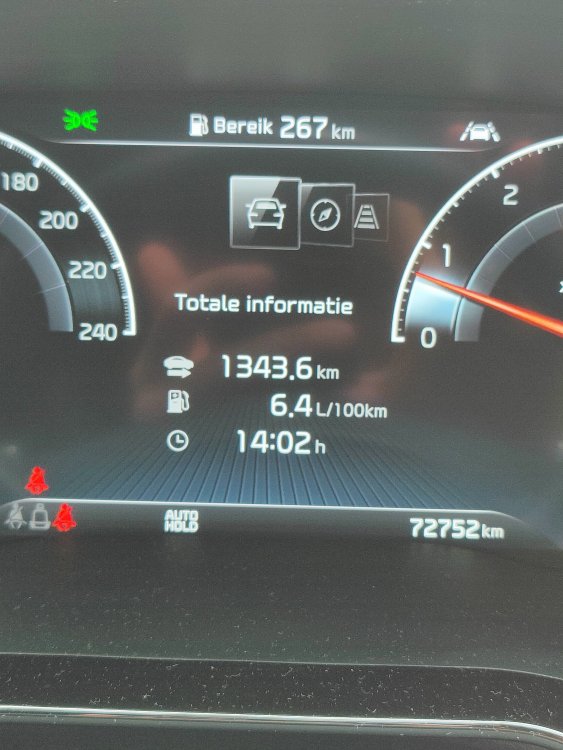 Bereik 267 km
180
200
220
240
2
1
0
Totale informatie
1343.6 km
6.4 L/100km
14:02 h
AUTO HOLD
72752 km